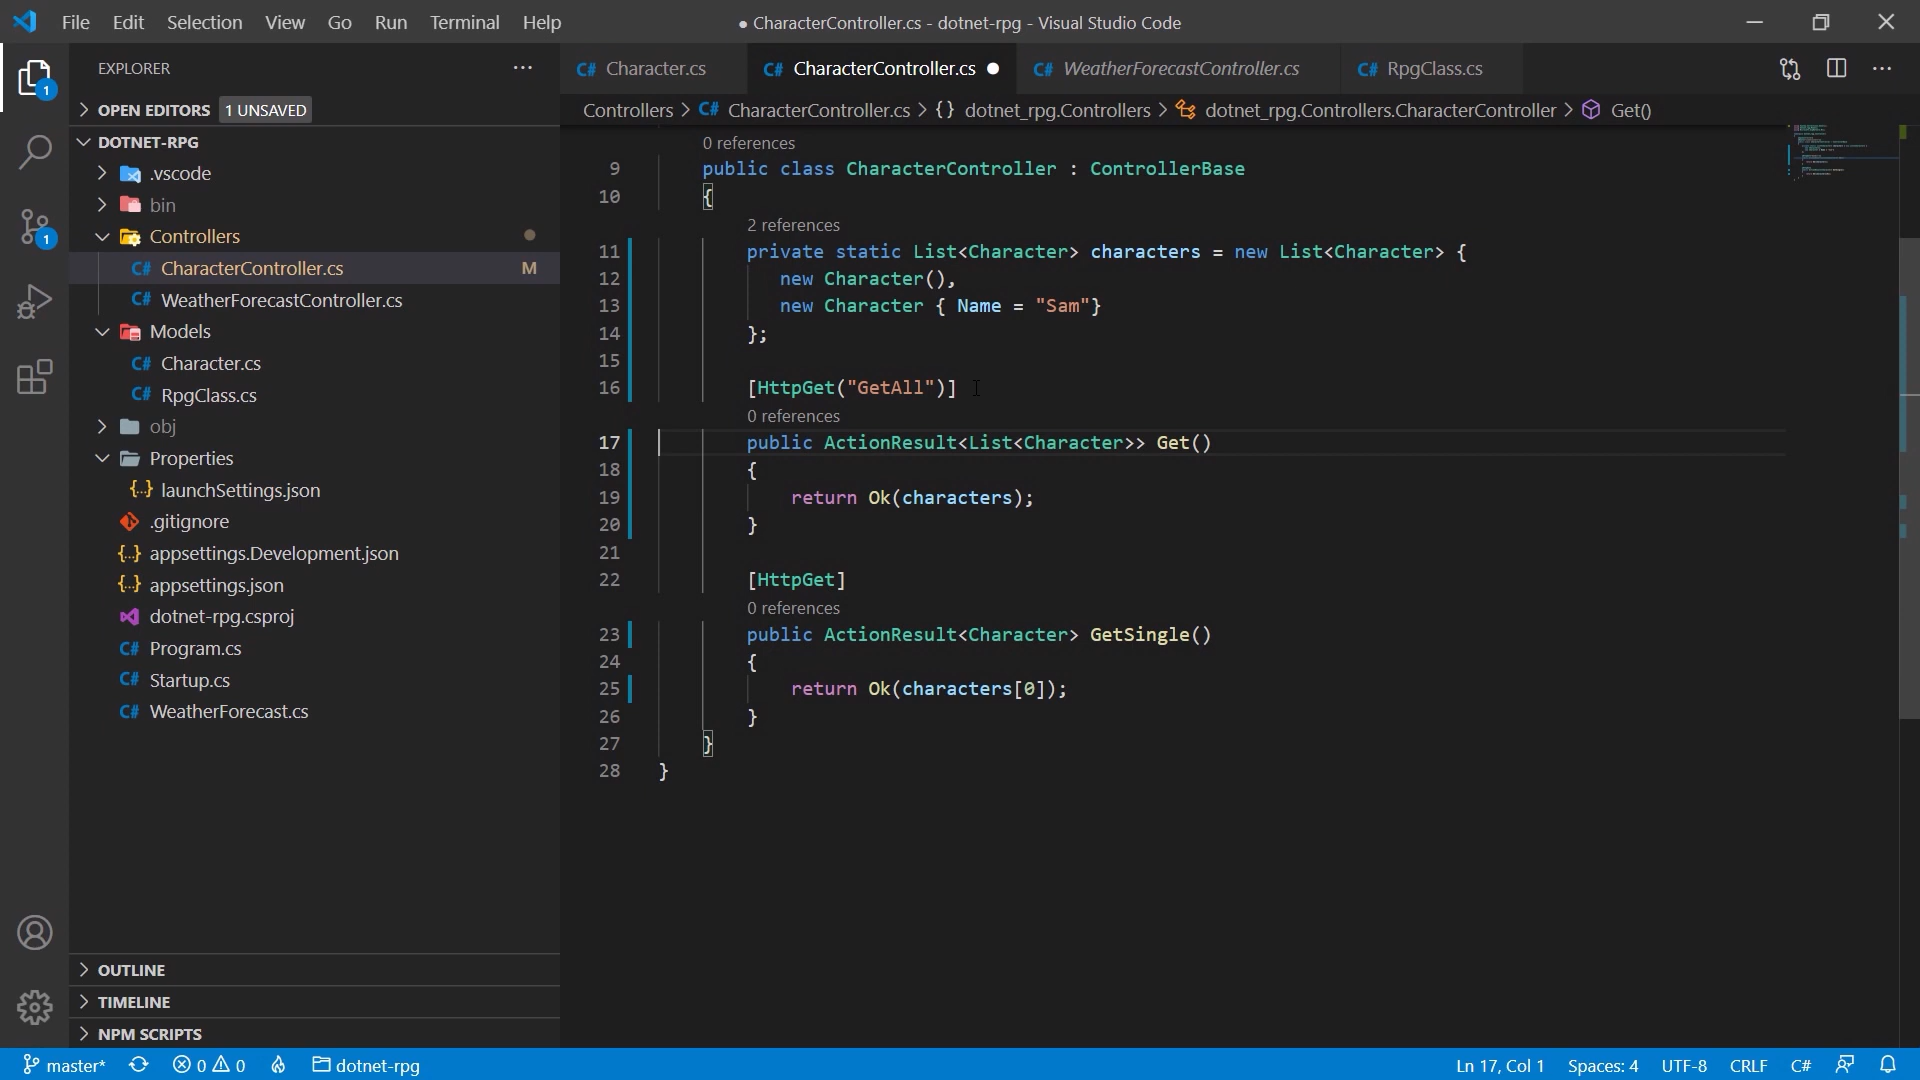 File Edit Selection View Go Run Terminal Help
● CharacterController.cs - dotnet-rpg - Visual Studio Code
EXPLORER
OPEN EDITORS 1 UNSAVED
DOTNET-RPG
.vscode
bin
Controllers
CharacterController.cs M
WeatherForecastController.cs
Models
Character.cs
RpgClass.cs
obj
Properties
launchSettings.json
.gitignore
appsettings.Development.json
appsettings.json
dotnet-rpg.csproj
Program.cs
Startup.cs
WeatherForecast.cs
OUTLINE
TIMELINE
NPM SCRIPTS
1
1
Character.cs
CharacterController.cs
WeatherForecastController.cs
RpgClass.cs
Controllers > CharacterController.cs > {} dotnet_rpg.Controllers > dotnet_rpg.Controllers.CharacterController > Get()
0 references
9 public class CharacterController : ControllerBase
10 {
2 references
11 private static List<Character> characters = new List<Character> {
12 new Character(),
13 new Character { Name = "Sam"}
14 };
15
16 [HttpGet("GetAll")]
0 references
17 public ActionResult<List<Character>> Get()
18 {
19 return Ok(characters);
20 }
21
22 [HttpGet]
0 references
23 public ActionResult<Character> GetSingle()
24 {
25 return Ok(characters[0]);
26 }
27 }
28 }
master* 0 0 dotnet-rpg Ln 17, Col 1 Spaces: 4 UTF-8 CRLF C#